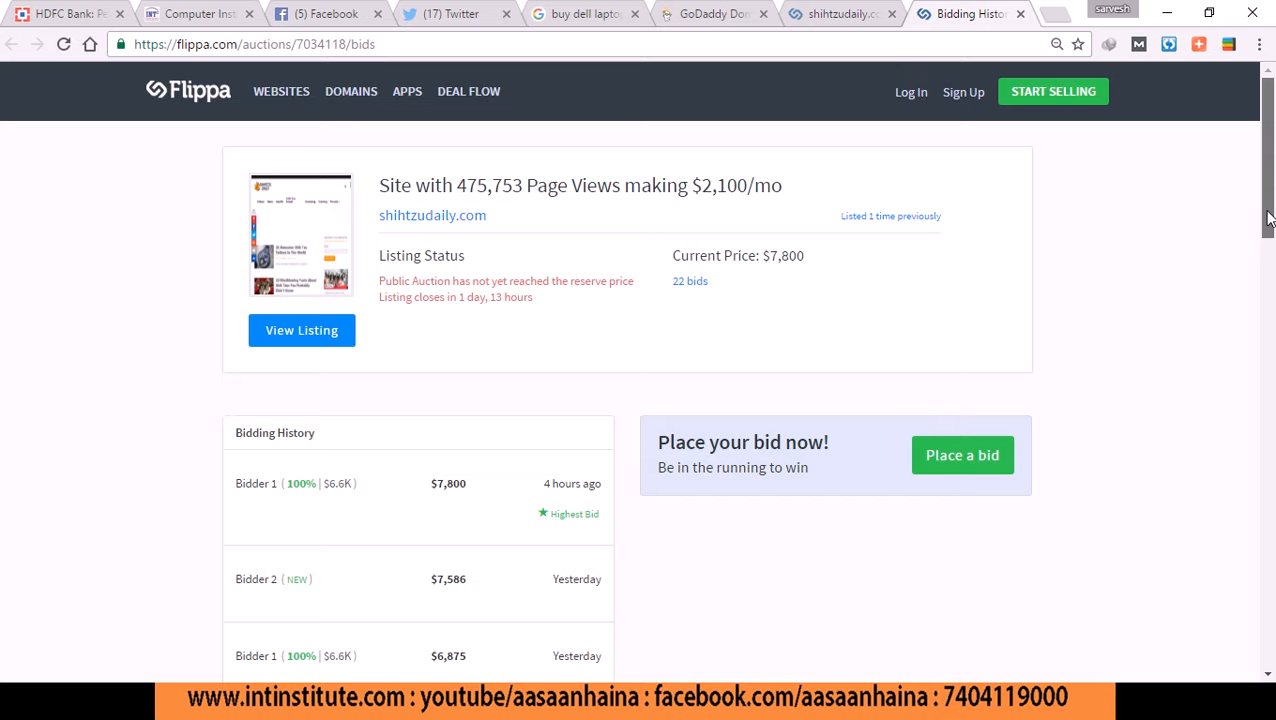 HDFC Bank: Pe
Computer Inst
(5) Facebook
(17) Twitter
buy dell lapto
GoDaddy Dom
shihtzudaily.co
Bidding Histo
sarvesh
https://flippa.com/auctions/7034118/bids
Flippa WEBSITES DOMAINS APPS DEAL FLOW Log In Sign Up START SELLING
Site with 475,753 Page Views making $2,100/mo
shihtzudaily.com Listed 1 time previously
Listing Status Current Price: $7,800
Public Auction has not yet reached the reserve price 22 bids
Listing closes in 1 day, 13 hours
View Listing
Bidding History
Place your bid now!
Be in the running to win
Place a bid
Bidder 1 ( 100% | $6.6K ) $7,800 4 hours ago
★ Highest Bid
Bidder 2 ( NEW ) $7,586 Yesterday
Bidder 1 ( 100% | $6.6K ) $6,875 Yesterday
www.intinstitute.com : youtube/aasaanhaina : facebook.com/aasaanhaina : 7404119000